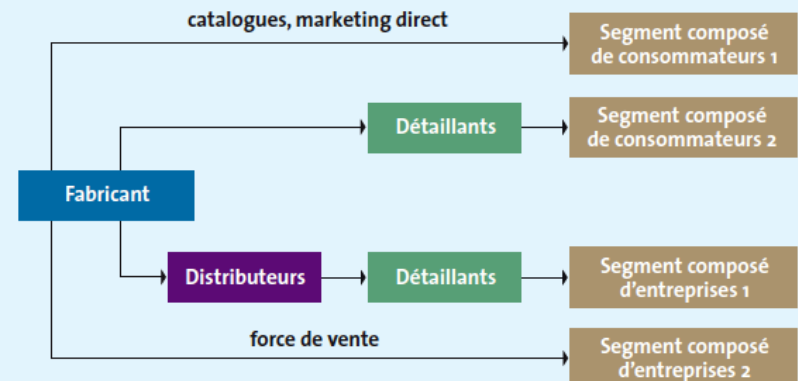 catalogues, marketing direct
Segment composé
de consommateurs 1
Détaillants
Segment composé
de consommateurs 2
Fabricant
Distributeurs
Détaillants
Segment composé
d'entreprises 1
force de vente
Segment composé
d'entreprises 2